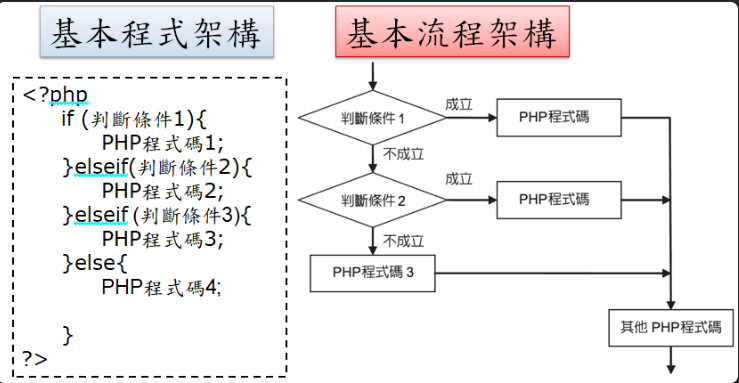 基本程式架構
基本流程架構
<?php
if (判斷條件1){
PHP程式碼1;
}elseif(判斷條件2){
PHP程式碼2;
}elseif (判斷條件3){
PHP程式碼3;
}else{
PHP程式碼4;
}
?>
判斷條件1
成立
PHP程式碼
不成立
判斷條件2
成立
PHP程式碼
不成立
PHP程式碼 3
其他 PHP程式碼